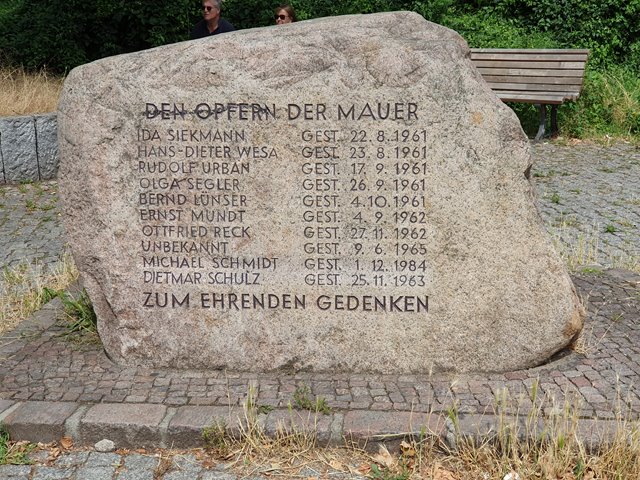 DEN OPFERN DER MAUER
IDA SIEKMANN GEST. 22.8.1961
HANS-DIETER WESA GEST. 23.8.1961
RUDOLF URBAN GEST. 17.9.1961
OLGA SEGLER GEST. 26.9.1961
BERND LÜNSER GEST. 4.10.1961
ERNST MUNDT GEST. 4.9.1962
OTTFRIED RECK GEST. 27.11.1962
UNBEKANNT GEST. 9.6.1965
MICHAEL SCHMIDT GEST. 1.12.1984
DIETMAR SCHULZ GEST. 25.11.1963
ZUM EHRENDEN GEDENKEN